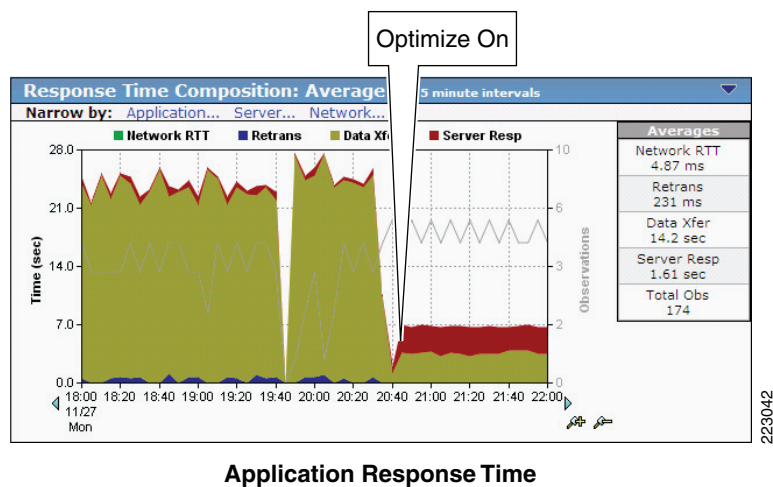 Optimize On
Response Time Composition: Average
5 minute intervals
Narrow by: Application... Server... Network...
Network RTT Retrans Data Xfe Server Resp
28.0
21.0
14.0
7.0
0.0
Time (sec)
10
6
3
2
0
Observations
18:00 18:20 18:40 19:00 19:20 19:40 20:00 20:20 20:40 21:00 21:20 21:40 22:00
11/27
Mon
Averages
Network RTT
4.87 ms
Retrans
231 ms
Data Xfer
14.2 sec
Server Resp
1.61 sec
Total Obs
174
223042
Application Response Time